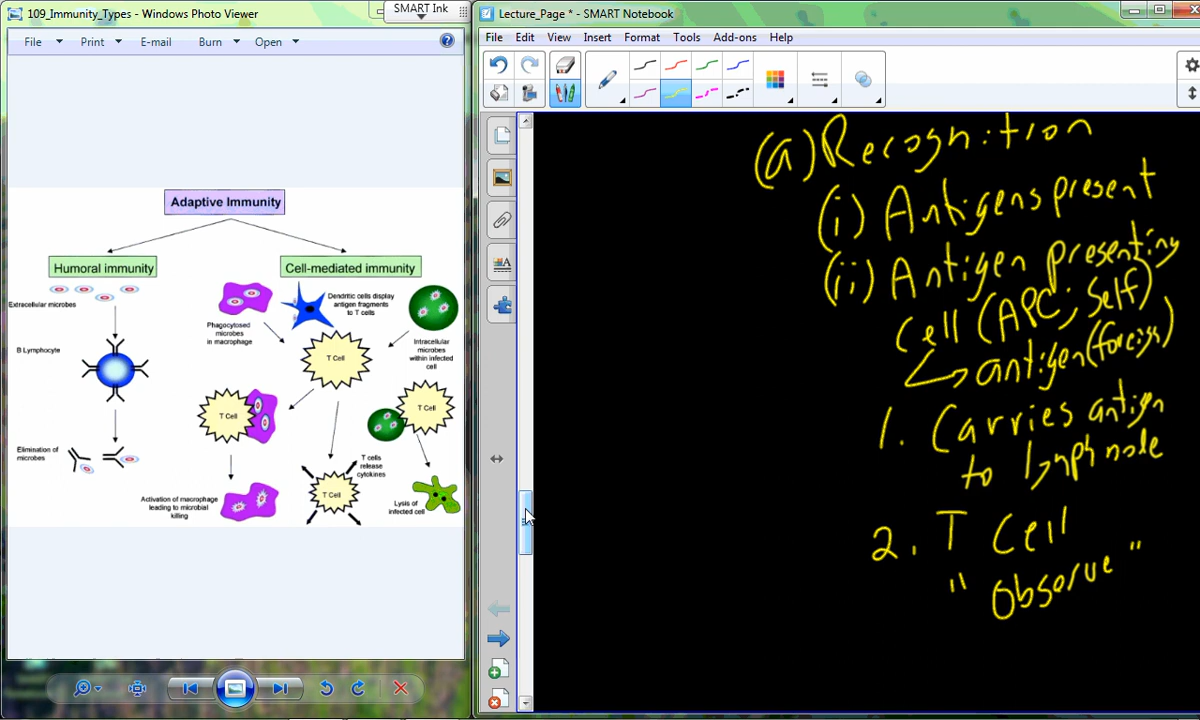 109_Immunity_Types - Windows Photo Viewer
SMART Ink
File Print E-mail Burn Open
Adaptive Immunity
Humoral immunity
Cell-mediated immunity
Extracellular microbes
B Lymphocyte
Elimination of
microbes
Phagocytosed
microbes
in macrophage
Dendritic cells display
antigen fragments
to T cells
Intracellular
microbes
within infected
cell
T Cell
T Cell
T Cell
Activation of macrophage
leading to microbial
killing
T cells
release
cytokines
T Cell
Lysis of
infected cell
Lecture_Page * - SMART Notebook
File Edit View Insert Format Tools Add-ons Help
(a) Recognition
(i) Antigens present
(ii) Antigen presenting
Cell (APC; Self)
antigen (foreign)
1. Carries antigen
to lymph node
2. T Cell
"Observe"